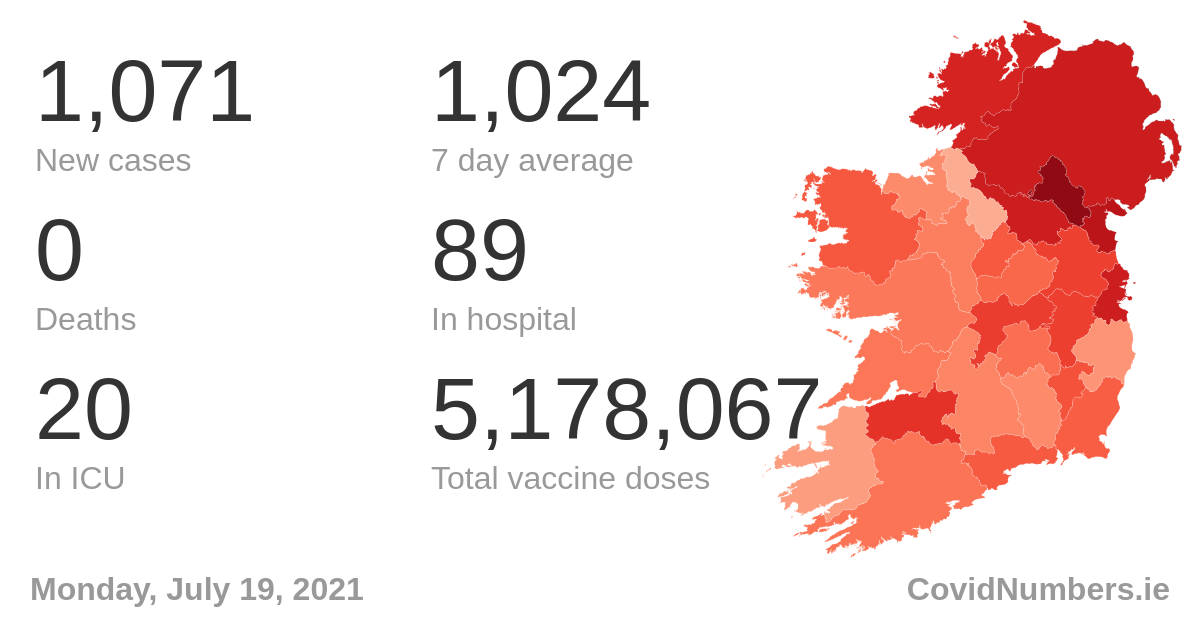 1,071
1,024
New cases
7 day average
0
89
Deaths
In hospital
20
5,178,067
In ICU
Total vaccine doses
Monday, July 19, 2021
CovidNumbers.ie